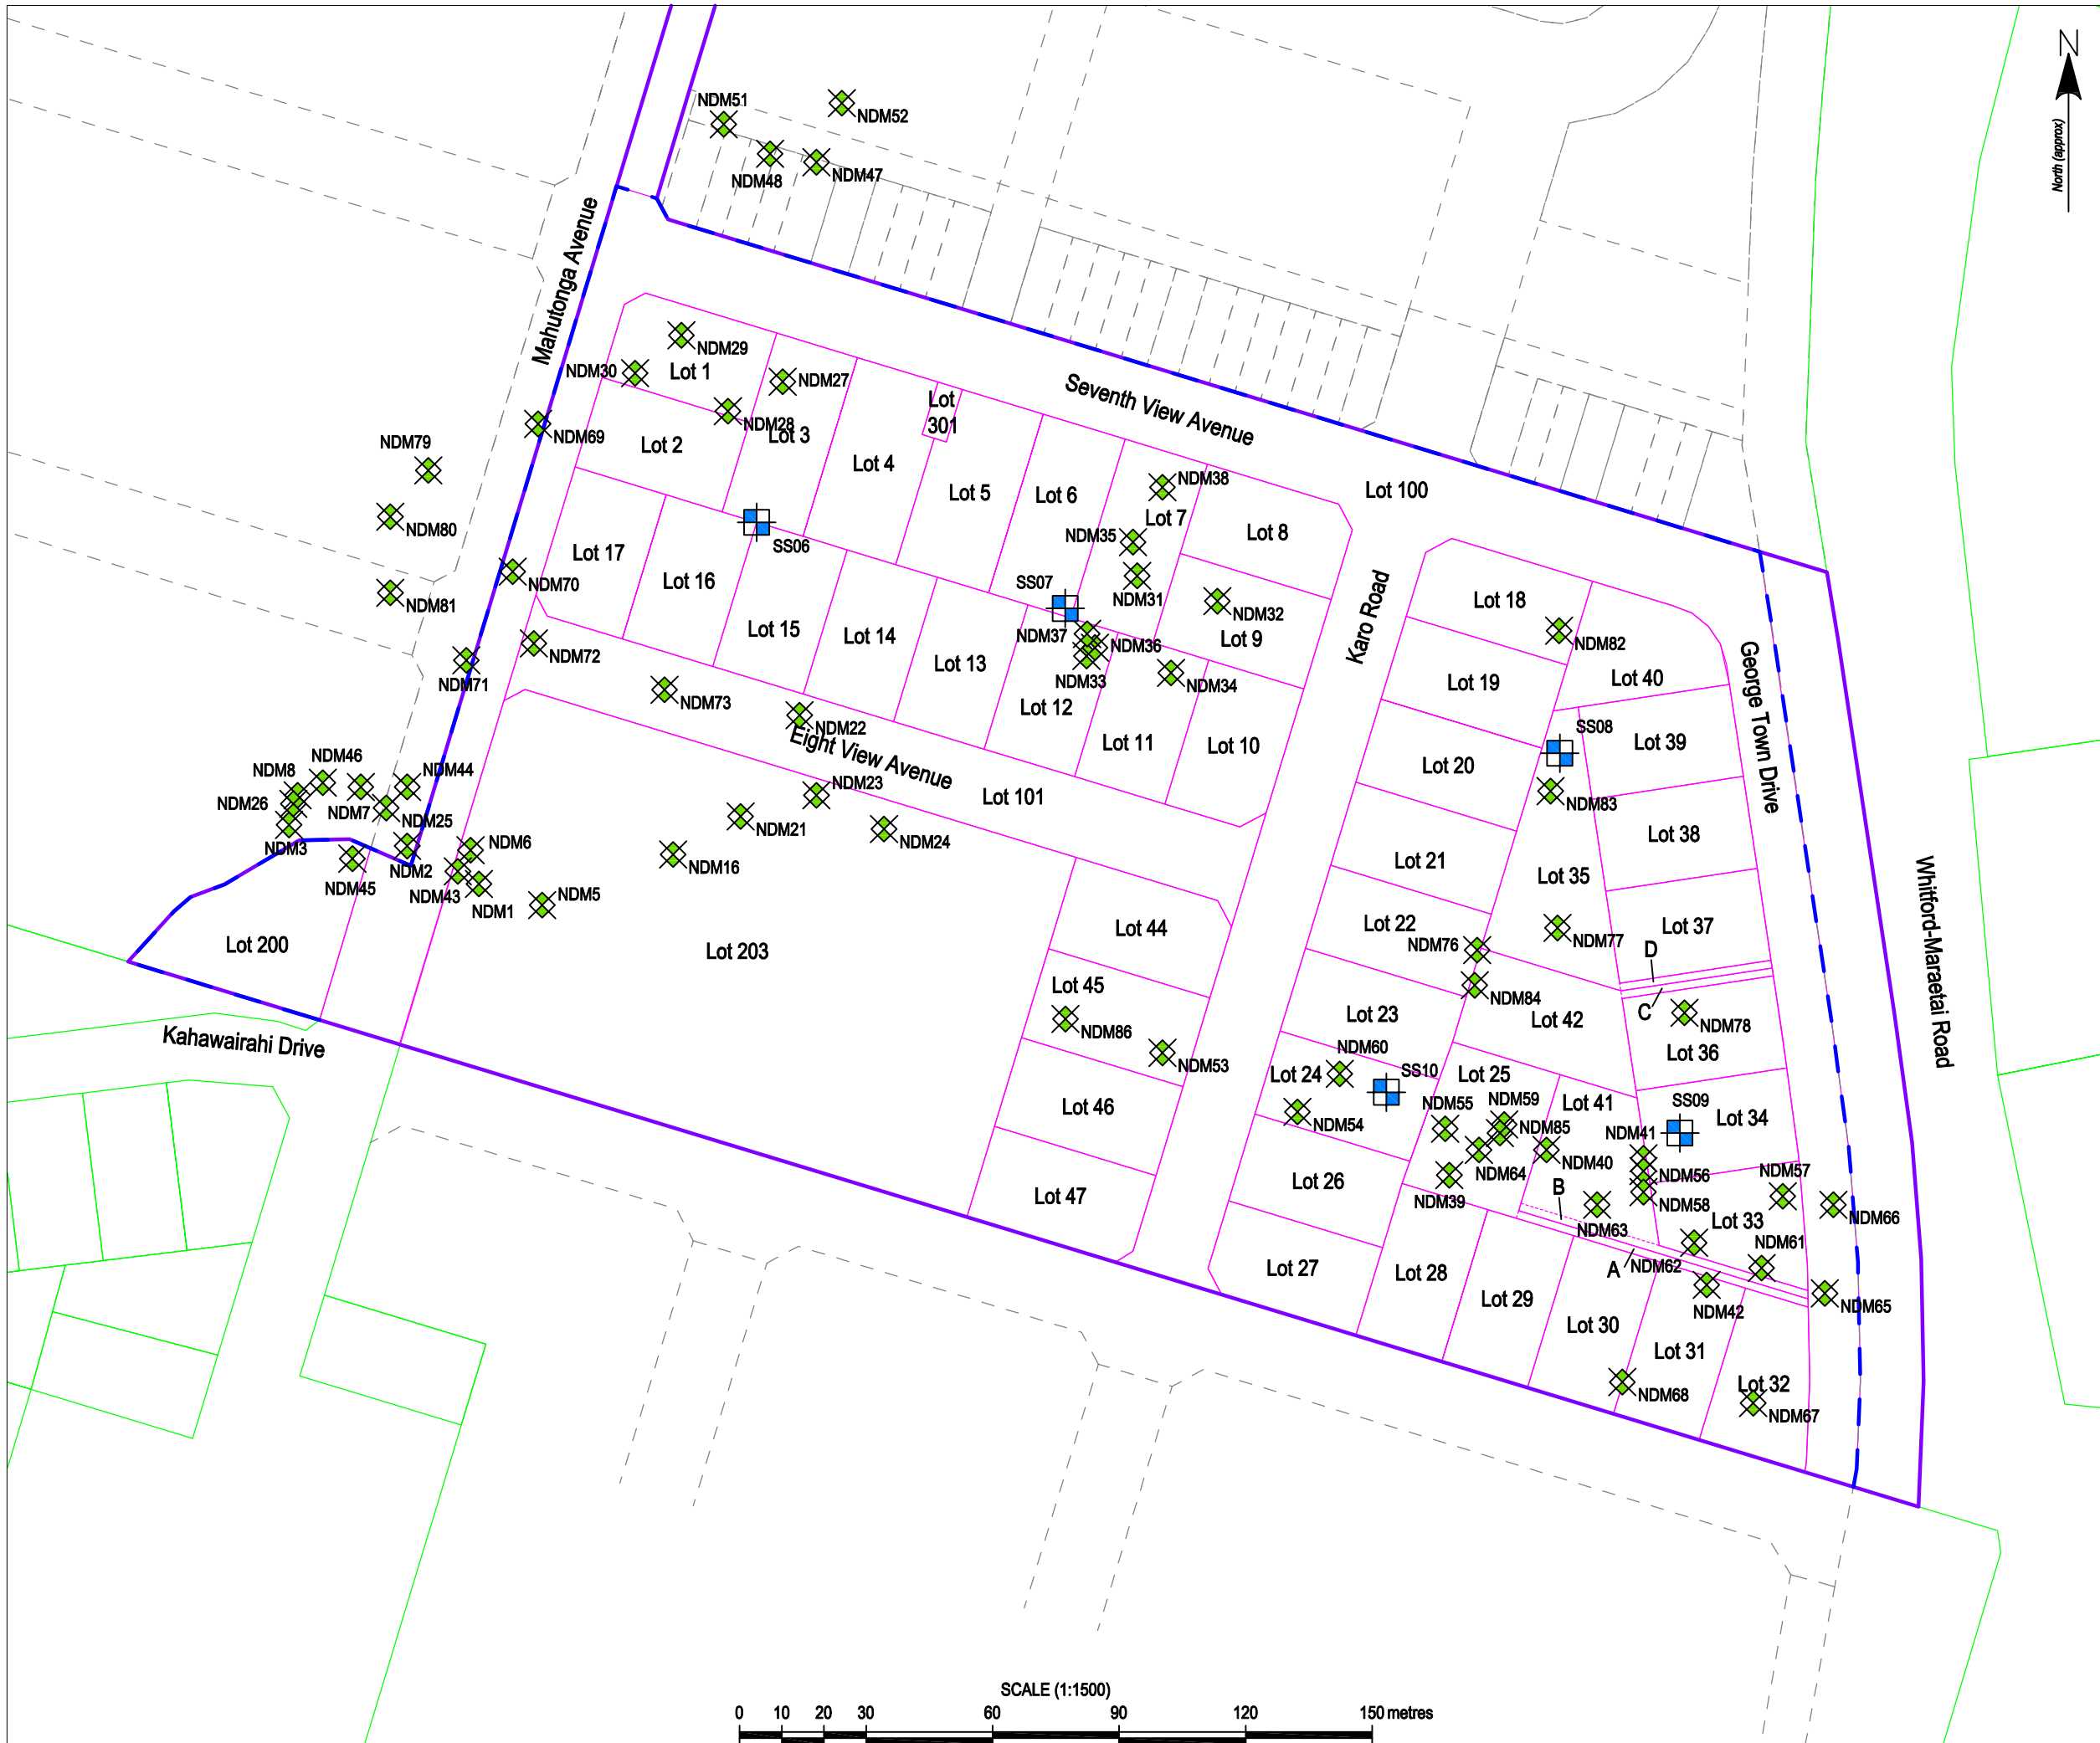 N
North (approx)
NDM51
NDM52
NDM48
NDM47
Mahutonga Avenue
NDM29
NDM30
Lot 1
NDM27
NDM28
Lot 3
Lot
301
Seventh View Avenue
NDM69
Lot 2
NDM79
Lot 4
Lot 5
Lot 6
NDM38
Lot 100
Lot 7
NDM80
SS06
NDM35
Lot 8
Lot 17
Lot 16
NDM70
NDM81
SS07
NDM31
NDM32
Lot 18
Karo Road
Lot 15
Lot 14
NDM37
NDM36
Lot 9
NDM82
NDM72
NDM71
Lot 13
NDM33
NDM34
Lot 19
Lot 40
George Town Drive
NDM73
Lot 12
NDM22
Eight View Avenue
Lot 11
Lot 10
SS08
Lot 39
Lot 20
NDM46
NDM8
NDM44
NDM26
NDM7
NDM25
NDM23
Lot 101
NDM83
NDM3
NDM6
NDM21
NDM24
Lot 38
NDM45
NDM2
NDM43
NDM1
NDM5
NDM16
Lot 21
Lot 35
Whitford-Maraetai Road
Lot 200
Lot 203
Lot 44
Lot 22
NDM76
NDM77
Lot 37
D
Lot 45
NDM84
C
NDM86
Lot 23
Lot 42
NDM78
Kahawairahi Drive
NDM53
NDM60
Lot 36
Lot 24
SS10
Lot 25
Lot 46
NDM54
NDM55
NDM59
Lot 41
SS09
Lot 34
NDM85
NDM41
NDM64
NDM40
NDM56
NDM57
Lot 47
Lot 26
NDM39
B
NDM58
NDM66
NDM63
Lot 33
Lot 27
Lot 28
A
NDM62
NDM61
Lot 29
NDM42
NDM65
Lot 30
Lot 31
Lot 32
NDM68
NDM67
SCALE (1:1500)
0 10 20 30 60 90 120 150 metres